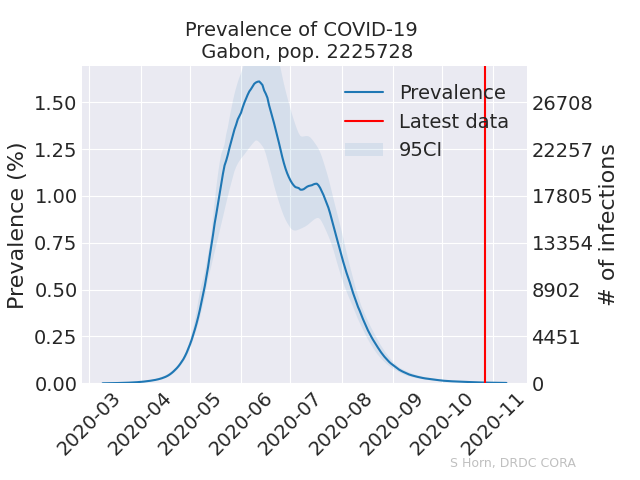 Prevalence of COVID-19
Gabon, pop. 2225728
Prevalence (%)
1.50
1.25
1.00
0.75
0.50
0.25
0.00
Prevalence
Latest data
95CI
26708
22257
17805
13354
8902
4451
0
# of infections
2020-03
2020-04
2020-05
2020-06
2020-07
2020-08
2020-09
2020-10
2020-11
S Horn, DRDC CORA